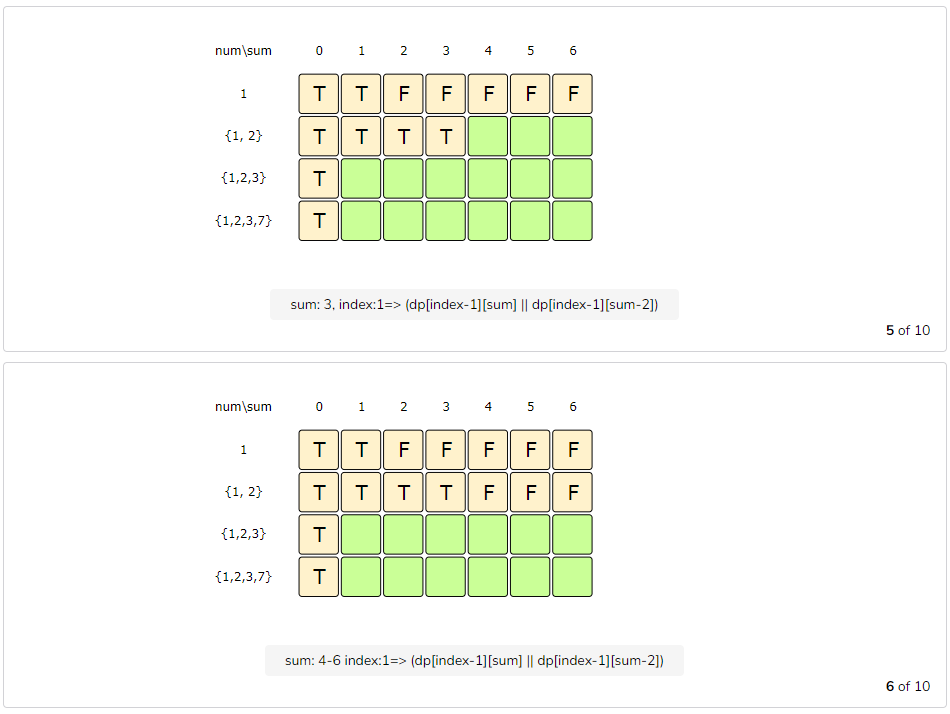 num\sum 0 1 2 3 4 5 6
1 T T F F F F F
{1, 2} T T T T
{1,2,3} T
{1,2,3,7} T
sum: 3, index:1=> (dp[index-1][sum] || dp[index-1][sum-2])
5 of 10
num\sum 0 1 2 3 4 5 6
1 T T F F F F F
{1, 2} T T T T F F F
{1,2,3} T
{1,2,3,7} T
sum: 4-6 index:1=> (dp[index-1][sum] || dp[index-1][sum-2])
6 of 10